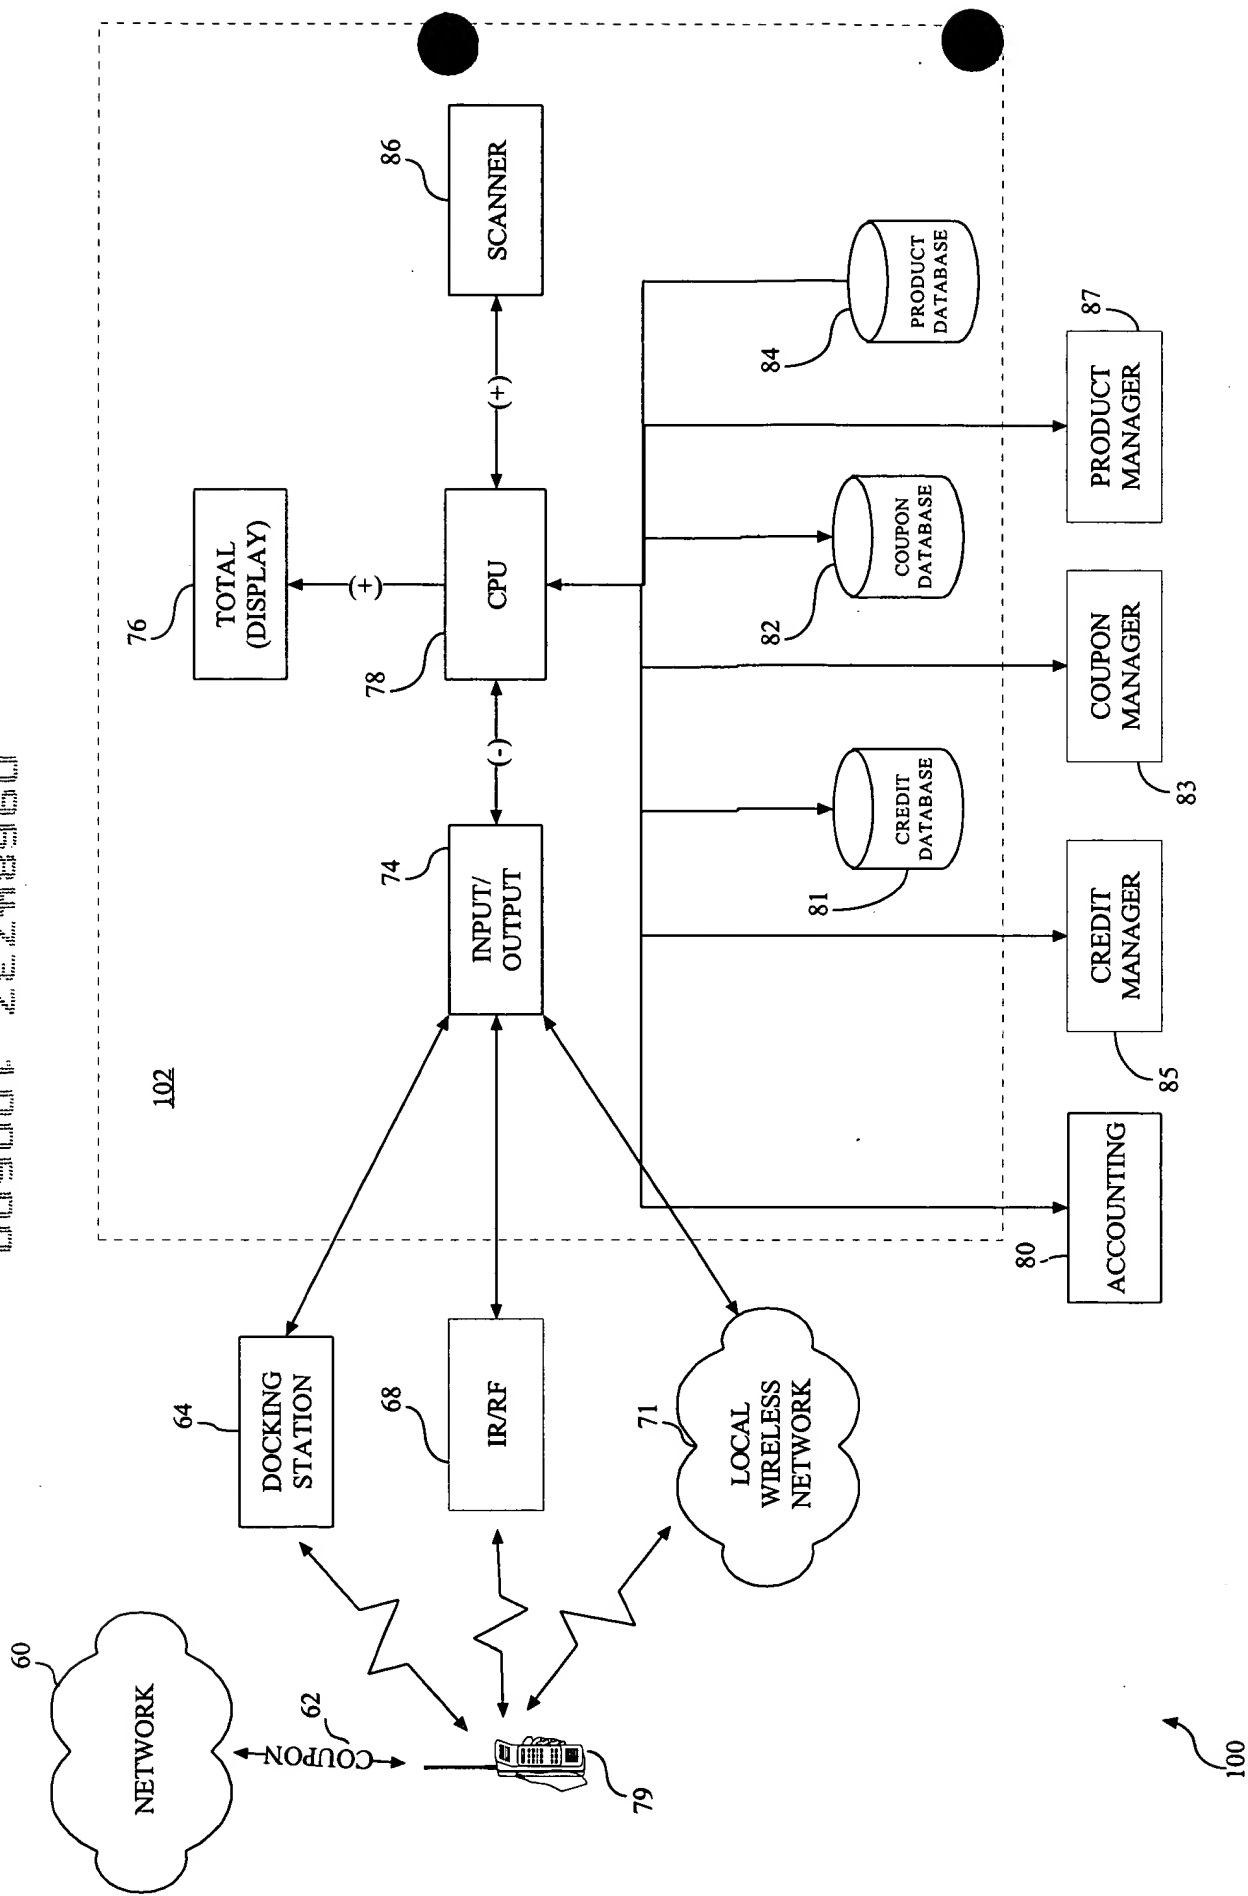 60
NETWORK
COUPON
62
79
100
64
DOCKING
STATION
68
IR/RF
71
LOCAL
WIRELESS
NETWORK
102
74
INPUT/
OUTPUT
(-)
76
TOTAL
(DISPLAY)
(+)
78
CPU
(+)
86
SCANNER
81
CREDIT
DATABASE
82
COUPON
DATABASE
84
PRODUCT
DATABASE
80
ACCOUNTING
85
CREDIT
MANAGER
83
COUPON
MANAGER
87
PRODUCT
MANAGER